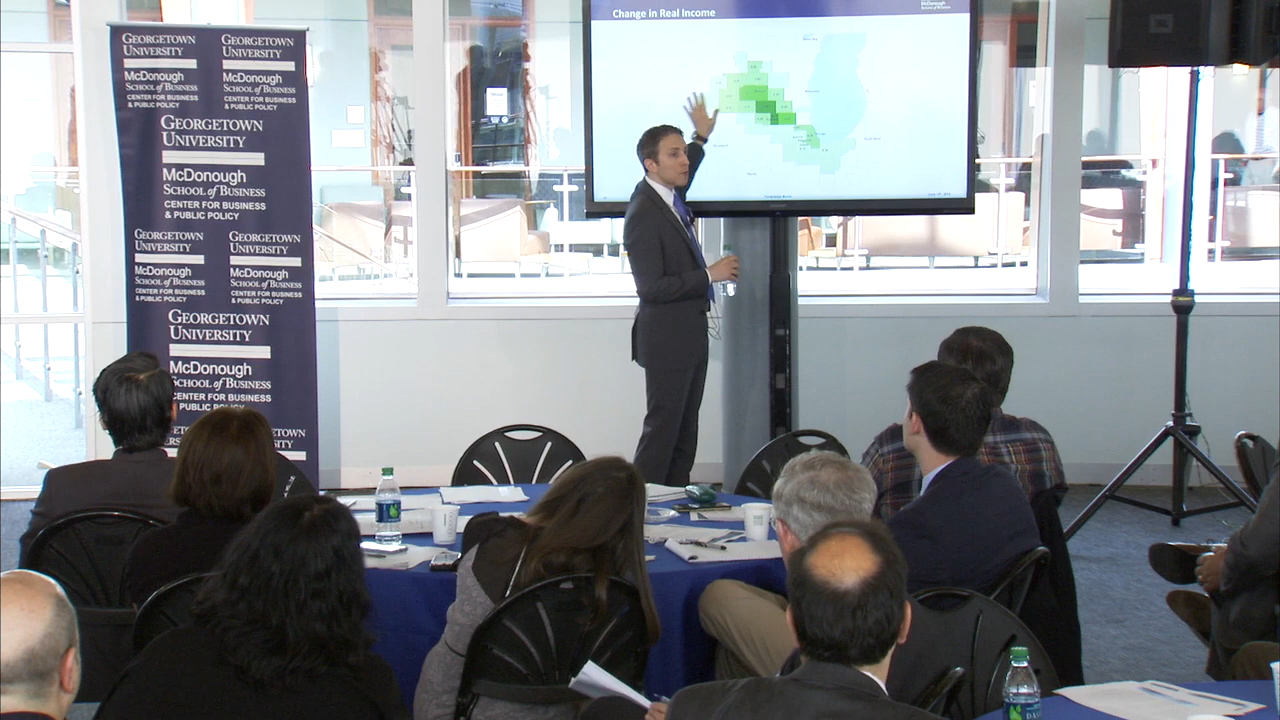 GEORGETOWN
UNIVERSITY
McDonough
SCHOOL of BUSINESS
CENTER FOR BUSINESS
& PUBLIC POLICY
GEORGETOWN
UNIVERSITY
McDonough
SCHOOL of BUSINESS
CENTER FOR BUSINESS
& PUBLIC POLICY
GEORGETOWN
UNIVERSITY
McDonough
SCHOOL of BUSINESS
CENTER FOR BUSINESS
& PUBLIC POLICY
GEORGETOWN
UNIVERSITY
McDonough
SCHOOL of BUSINESS
CENTER FOR BUSINESS
& PUBLIC POLICY
GEORGETOWN
UNIVERSITY
McDonough
SCHOOL of BUSINESS
CENTER FOR BUSINESS
& PUBLIC POLICY
GEORGETOWN
UNIVERSITY
McDonough
SCHOOL of BUSINESS
CENTER FOR BUSINESS
& PUBLIC POLICY
Change in Real Income
McDonough